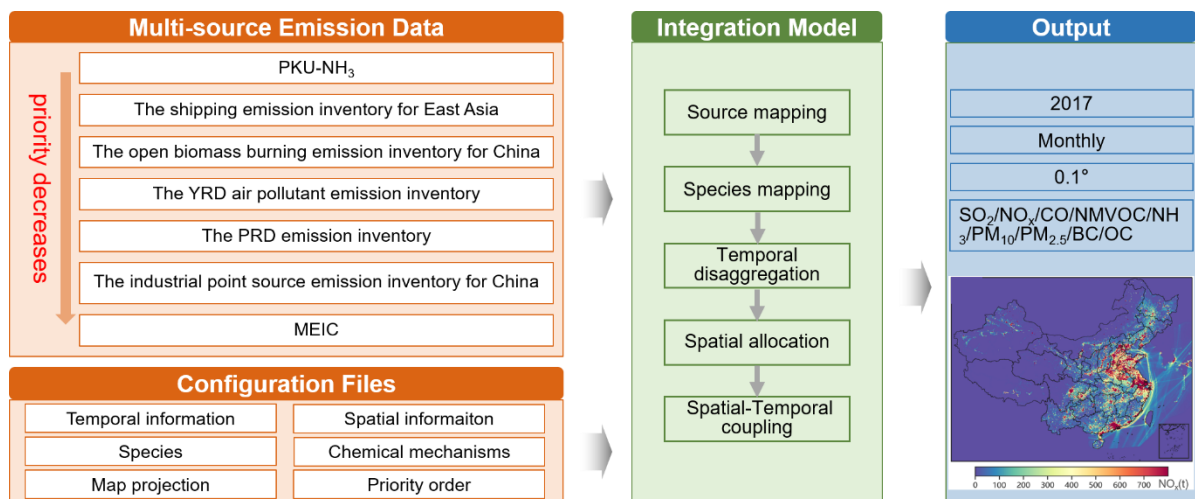 Multi-source Emission Data
priority decreases
PKU-NH₃
The shipping emission inventory for East Asia
The open biomass burning emission inventory for China
The YRD air pollutant emission inventory
The PRD emission inventory
The industrial point source emission inventory for China
MEIC
Configuration Files
Temporal information
Spatial informaiton
Species
Chemical mechanisms
Map projection
Priority order
Integration Model
Source mapping
Species mapping
Temporal
disaggregation
Spatial allocation
Spatial-Temporal
coupling
Output
2017
Monthly
0.1°
SO₂/NOₓ/CO/NMVOC/NH
₃/PM₁₀/PM₂.₅/BC/OC
0 100 200 300 400 500 600 700 NOₓ(t)